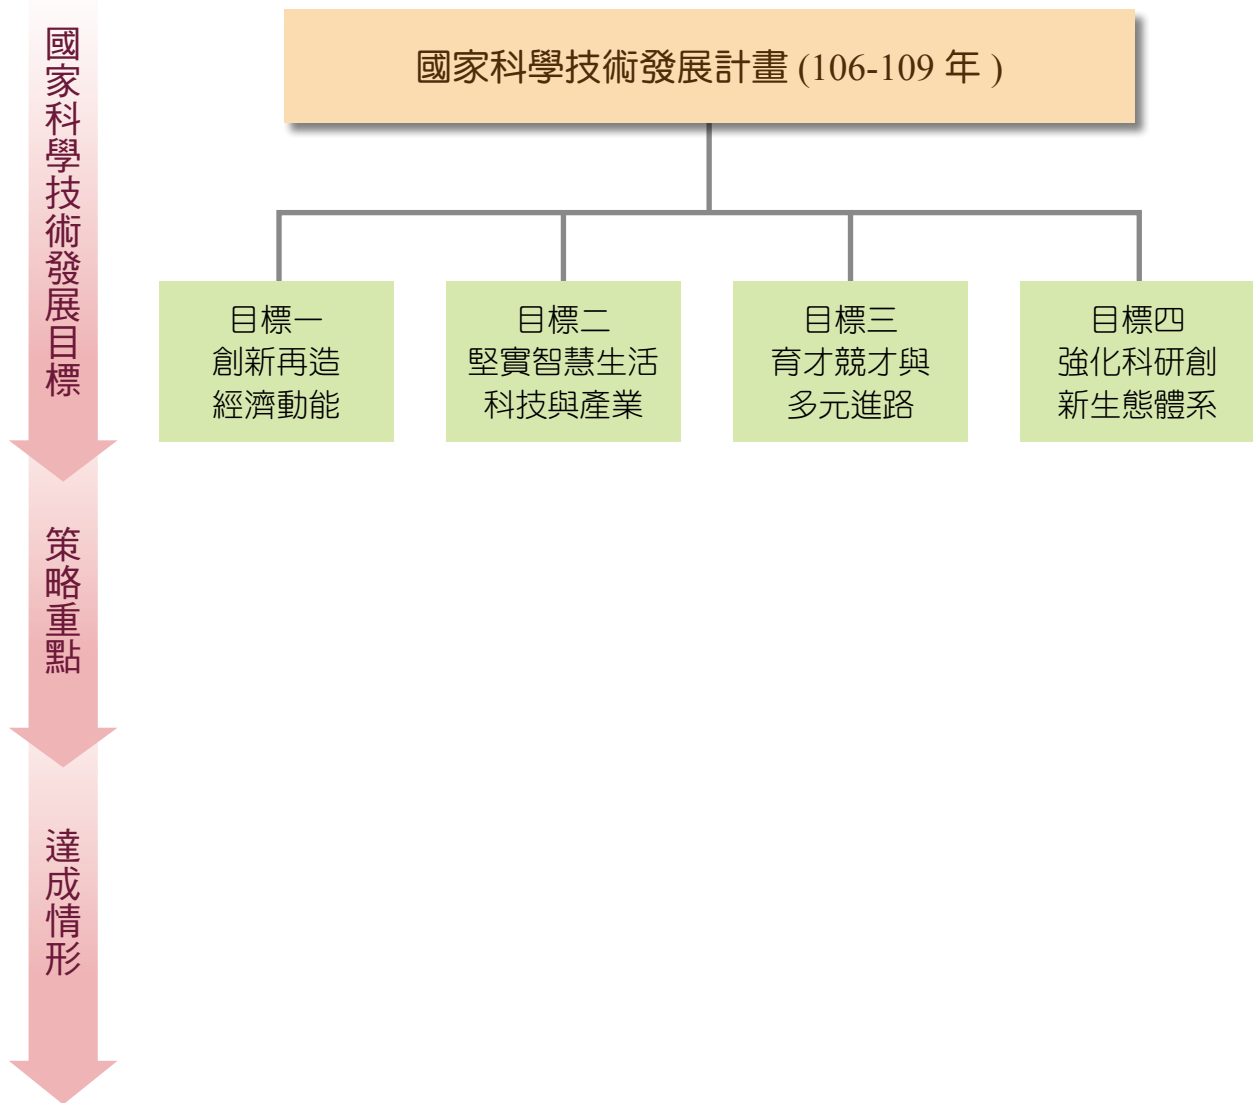 國家科學技術發展目標
國家科學技術發展計畫 (106-109 年 )
目標一
創新再造
經濟動能
目標二
堅實智慧生活
科技與產業
目標三
育才競才與
多元進路
目標四
強化科研創
新生態體系
策略重點
達成情形